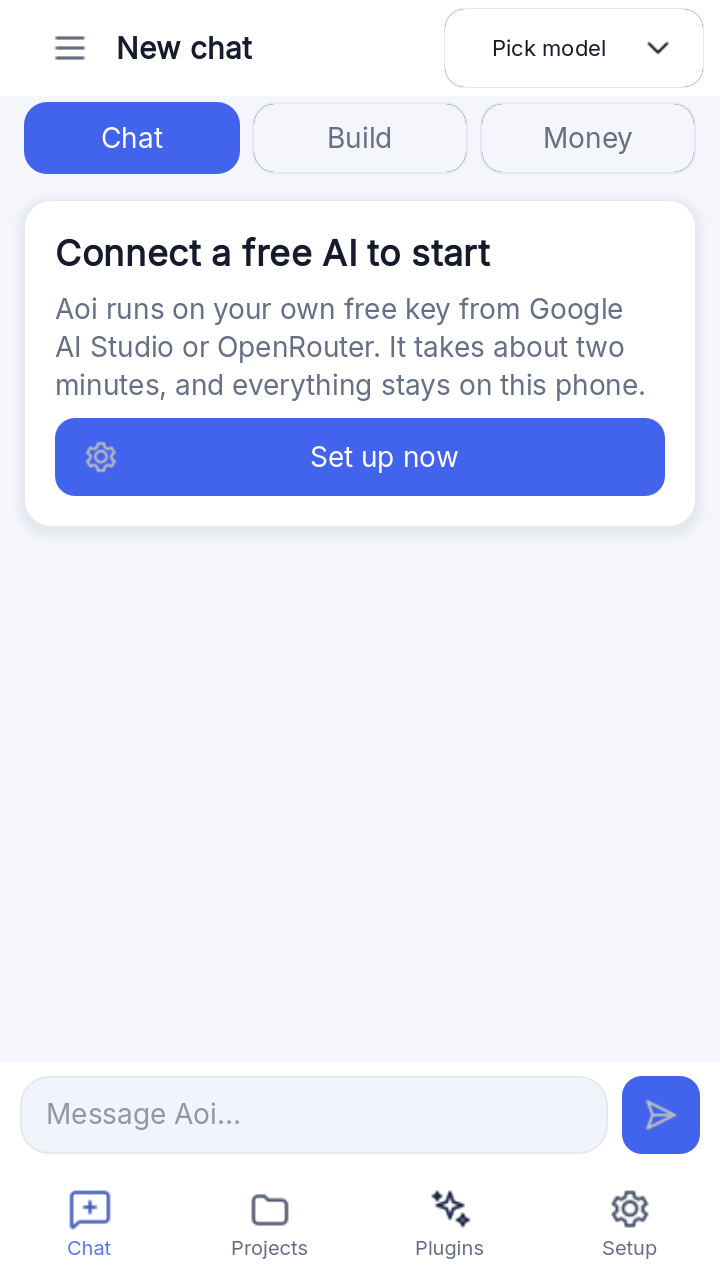 New chat
Pick model
Chat
Build
Money
Connect a free AI to start
Aoi runs on your own free key from Google
AI Studio or OpenRouter. It takes about two
minutes, and everything stays on this phone.
Set up now
Message Aoi...
Chat
Projects
Plugins
Setup